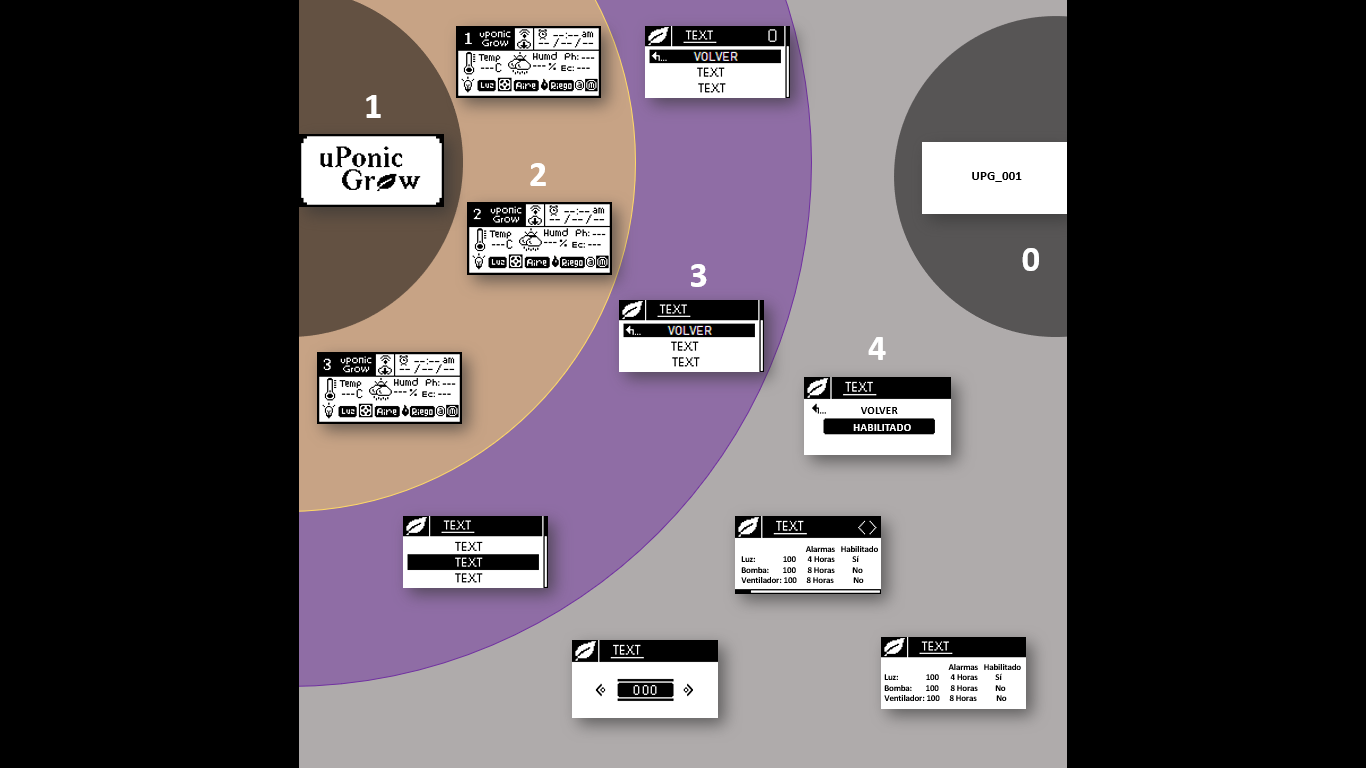 1
uPonic
Grow
1 uponic Grow --:-- am
-- /-- /--
Temp Humd Ph: ---
---C ---% Ec: ---
Luz Aire Riego a m
2
2 uponic Grow --:-- am
-- /-- /--
Temp Humd Ph: ---
---C ---% Ec: ---
Luz Aire Riego a m
3 uponic Grow --:-- am
-- /-- /--
Temp Humd Ph: ---
---C ---% Ec: ---
Luz Aire Riego a m
TEXT 0
VOLVER
TEXT
TEXT
3
TEXT
VOLVER
TEXT
TEXT
TEXT
TEXT
TEXT
TEXT
UPG_001
0
4
TEXT
VOLVER
HABILITADO
TEXT < >
Alarmas Habilitado
Luz: 100 4 Horas Sí
Bomba: 100 8 Horas No
Ventilador: 100 8 Horas No
TEXT
000
TEXT
Alarmas Habilitado
Luz: 100 4 Horas Sí
Bomba: 100 8 Horas No
Ventilador: 100 8 Horas No